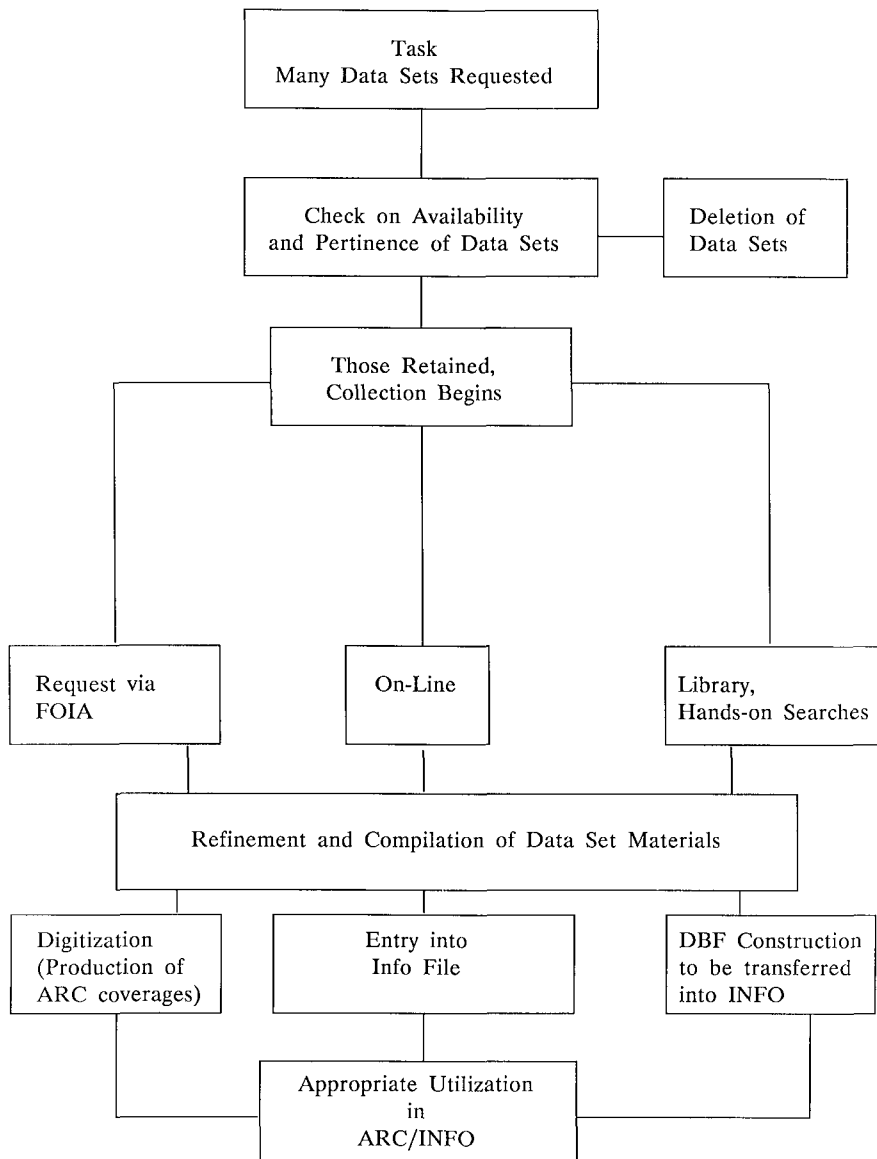 Task
Many Data Sets Requested
Check on Availability
and Pertinence of Data Sets
Deletion of
Data Sets
Those Retained,
Collection Begins
Request via
FOIA
On-Line
Library,
Hands-on Searches
Refinement and Compilation of Data Set Materials
Digitization
(Production of
ARC coverages)
Entry into
Info File
DBF Construction
to be transferred
into INFO
Appropriate Utilization
in
ARC/INFO